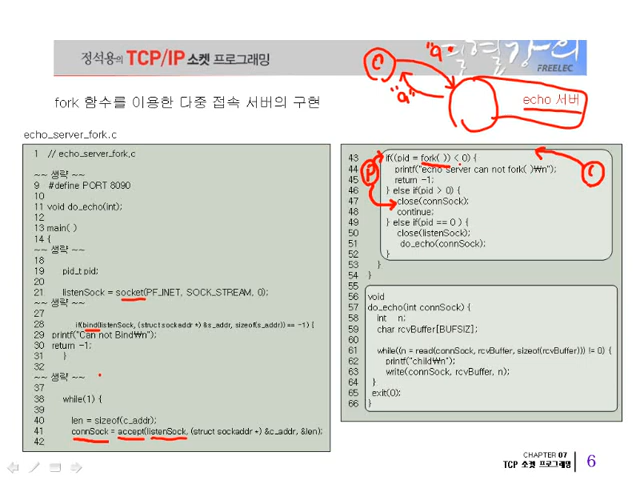 정석용의 TCP/IP 소켓 프로그래밍
필현강의
FREELEC
C
"a"
"a"
echo 서버
fork 함수를 이용한 다중 접속 서버의 구현
echo_server_fork.c
1 // echo_server_fork,c
~~ 생략 ~~
9 #define PORT 8090
10
11 void do_echo(int);
12
13 main( )
14 {
~~ 생략 ~~
18
19 pid_t pid;
20
21 listenSock = socket(PF_INET, SOCK_STREAM, 0);
~~ 생략 ~~
27
28 if(bind(listenSock, (struct sockaddr *) &s_addr, sizeof(s_addr)) == -1) {
29 printf("Can not Bind₩n");
30 return -1;
31 }
32
~~ 생략 ~~
37
38 while(1) {
39
40 len = sizeof(c_addr);
41 connSock = accept(listenSock, (struct sockaddr *) &c_addr, &len);
42
43 if((pid = fork( )) < 0) {
44 printf("echo server can not fork( )₩n");
45 return -1;
46 } else if(pid > 0) {
47 close(connSock);
48 continue;
49 } else if(pid == 0 ) {
50 close(listenSock);
51 do_echo(connSock);
52 }
53 }
54 }
55
56 void
57 do_echo(int connSock) {
58 int n;
59 char rcvBuffer[BUFSIZ];
60
61 while((n = read(connSock, rcvBuffer, sizeof(rcvBuffer))) != 0) {
62 printf("child₩n");
63 write(connSock, rcvBuffer, n);
64 }
65 exit(0);
66 }
P
C
CHAPTER 07
TCP 소켓 프로그래밍
6